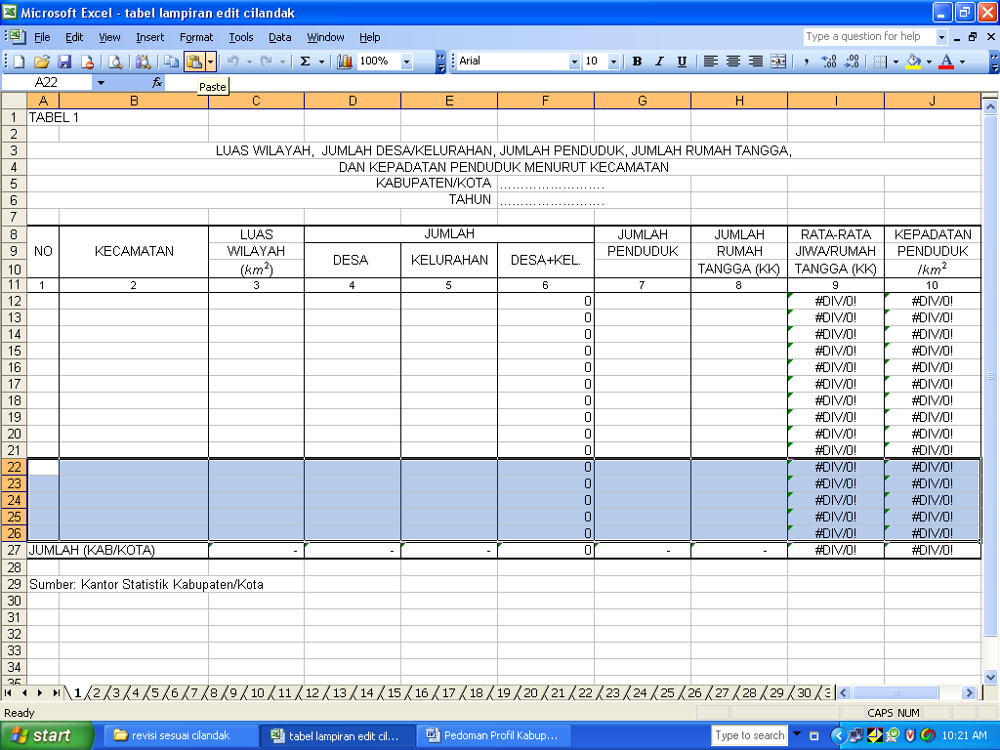 Microsoft Excel - tabel lampiran edit cilandak
File Edit View Insert Format Tools Data Window Help
Type a question for help
Σ 100% Arial 10 B I U
A22 fx
Paste
A B C D E F G H I J
1 TABEL 1
2
3 LUAS WILAYAH, JUMLAH DESA/KELURAHAN, JUMLAH PENDUDUK, JUMLAH RUMAH TANGGA,
4 DAN KEPADATAN PENDUDUK MENURUT KECAMATAN
5 KABUPATEN/KOTA ........................
6 TAHUN ........................
7
8 LUAS JUMLAH JUMLAH JUMLAH RATA-RATA KEPADATAN
9 NO KECAMATAN WILAYAH DESA KELURAHAN DESA+KEL. PENDUDUK RUMAH JIWA/RUMAH PENDUDUK
10 (km²) TANGGA (KK) TANGGA (KK) /km²
11 1 2 3 4 5 6 7 8 9 10
12 0 #DIV/0! #DIV/0!
13 0 #DIV/0! #DIV/0!
14 0 #DIV/0! #DIV/0!
15 0 #DIV/0! #DIV/0!
16 0 #DIV/0! #DIV/0!
17 0 #DIV/0! #DIV/0!
18 0 #DIV/0! #DIV/0!
19 0 #DIV/0! #DIV/0!
20 0 #DIV/0! #DIV/0!
21 0 #DIV/0! #DIV/0!
22 0 #DIV/0! #DIV/0!
23 0 #DIV/0! #DIV/0!
24 0 #DIV/0! #DIV/0!
25 0 #DIV/0! #DIV/0!
26 0 #DIV/0! #DIV/0!
27 JUMLAH (KAB/KOTA) - - - 0 - - #DIV/0! #DIV/0!
28
29 Sumber: Kantor Statistik Kabupaten/Kota
30
31
32
33
34
35
1 / 2 / 3 / 4 / 5 / 6 / 7 / 8 / 9 / 10 / 11 / 12 / 13 / 14 / 15 / 16 / 17 / 18 / 19 / 20 / 21 / 22 / 23 / 24 / 25 / 26 / 27 / 28 / 29 / 30 /
Ready CAPS NUM
start revisi sesuai cilandak tabel lampiran edit cil... Pedoman Profil Kabup... Type to search 10:21 AM